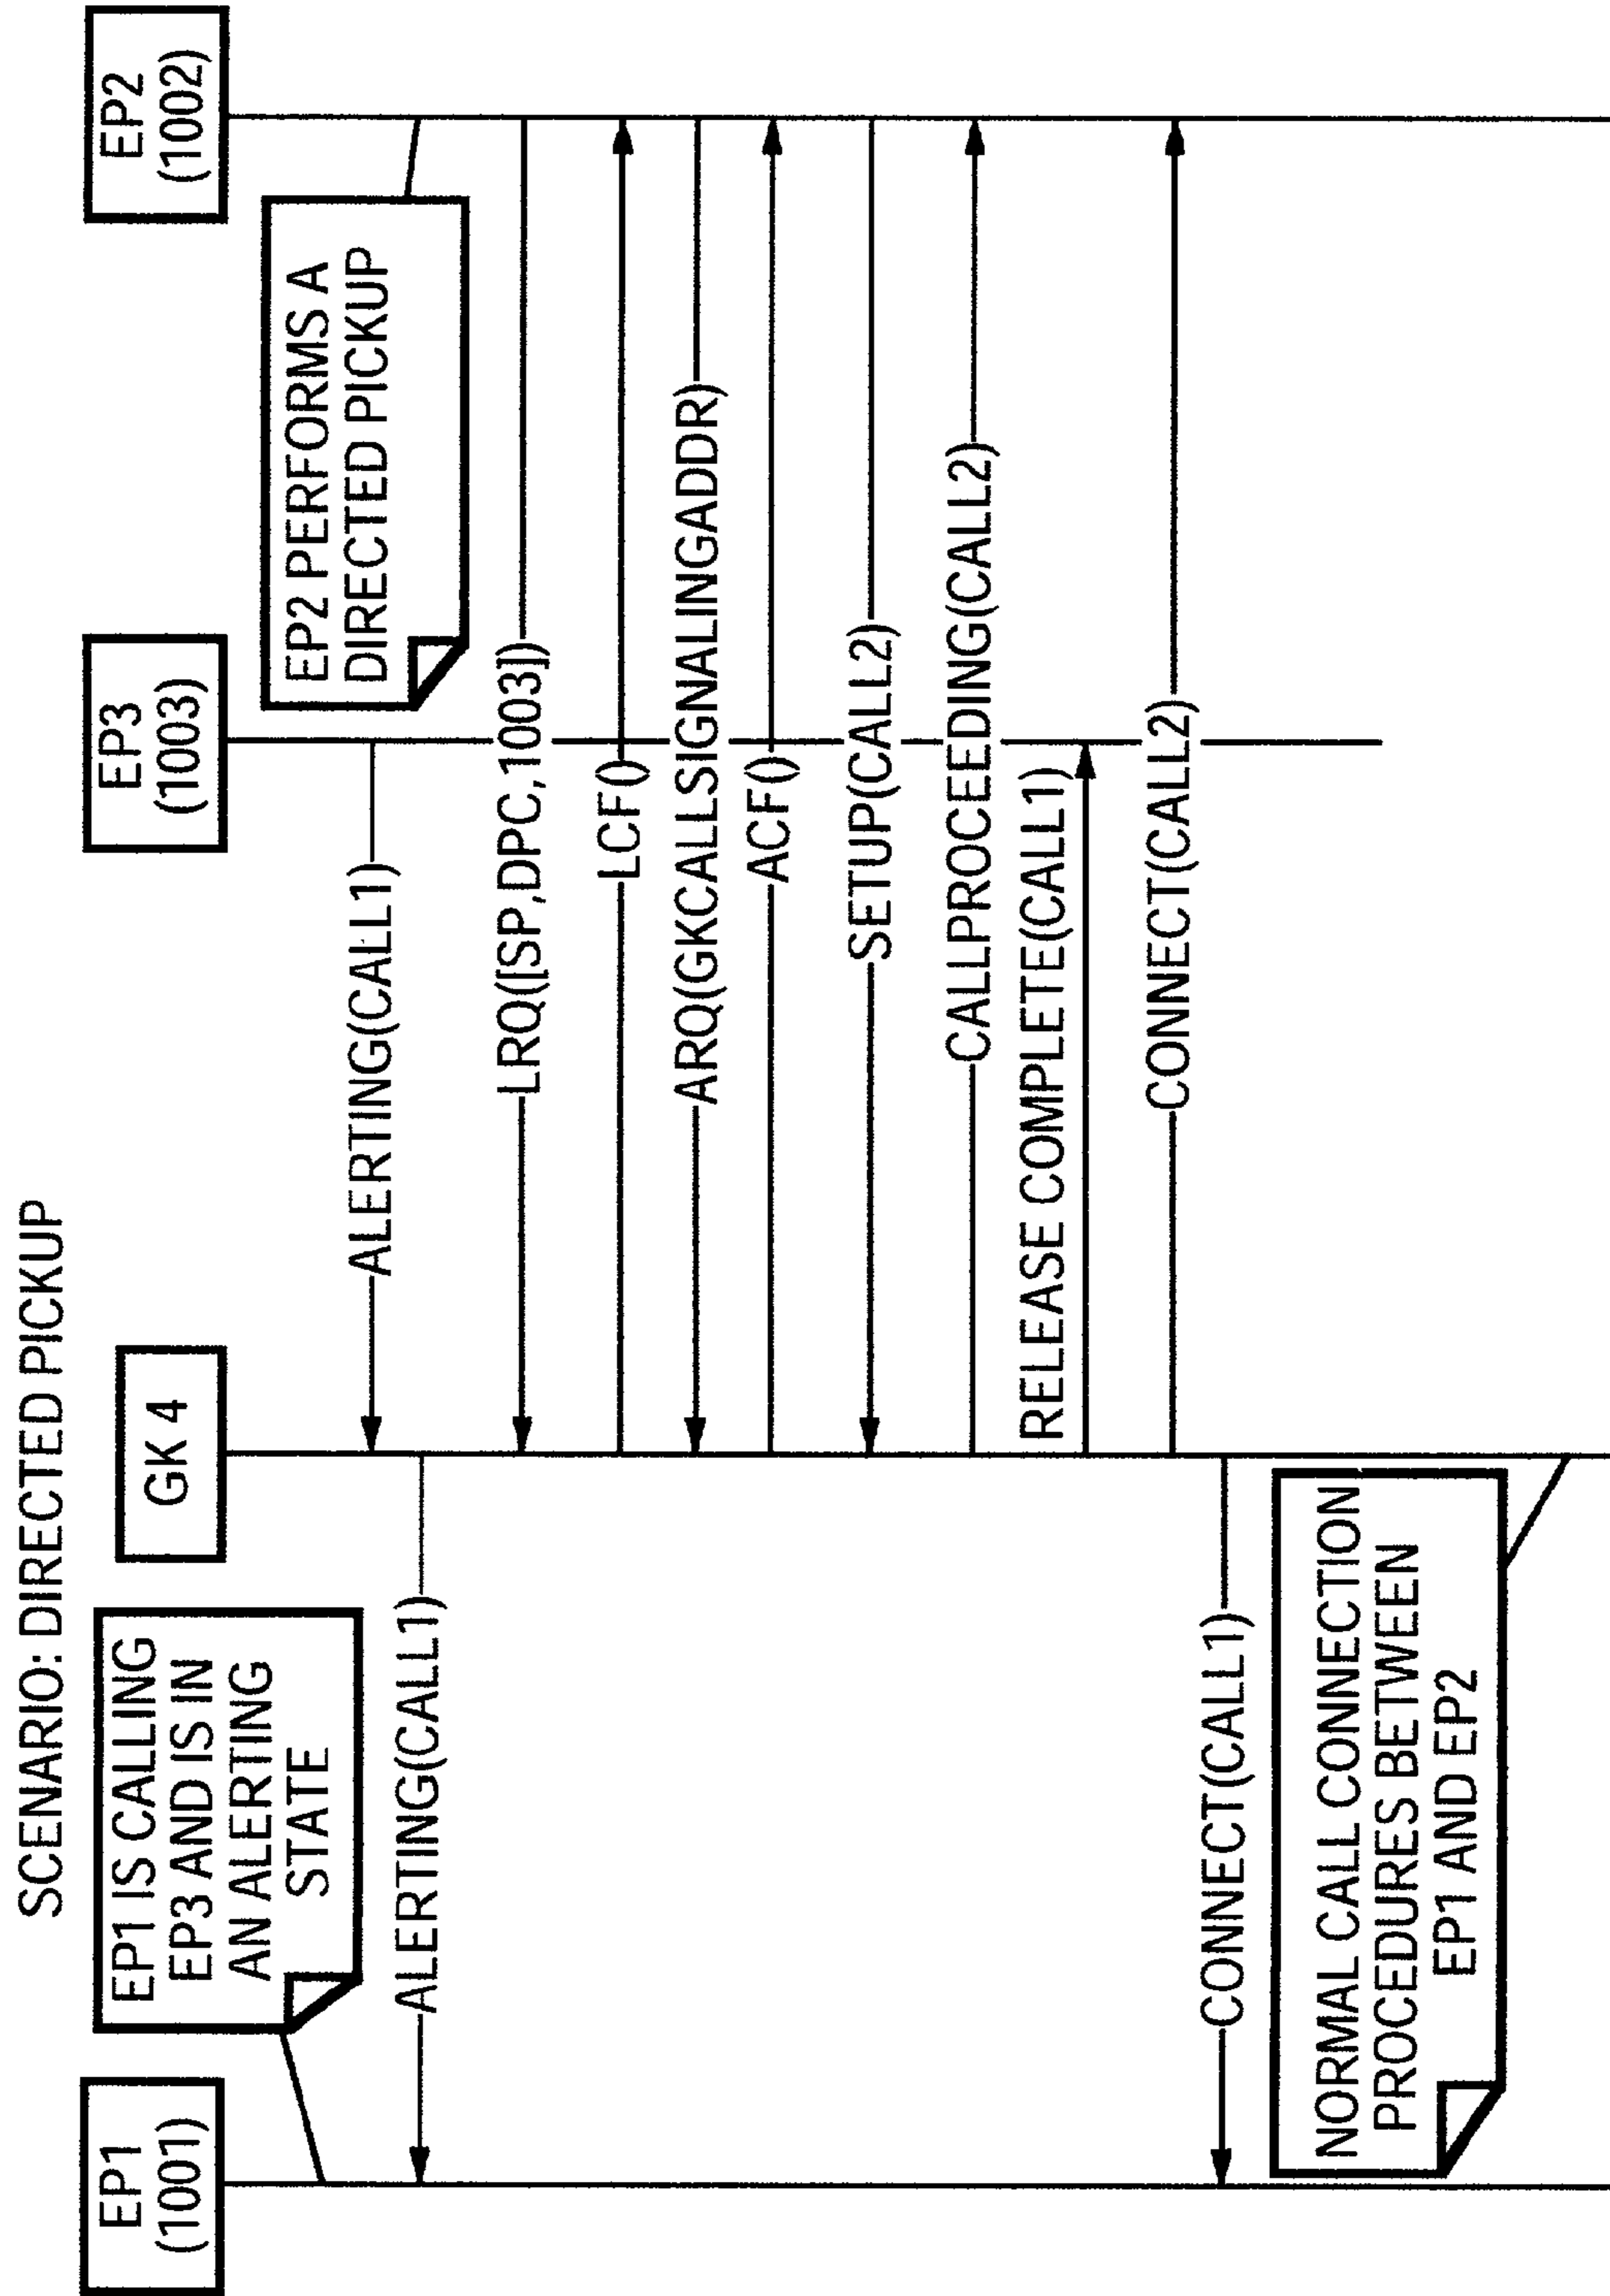 SCENARIO: DIRECTED PICKUP
EP1
(1001)
GK 4
EP3
(1003)
EP2
(1002)
EP1 IS CALLING
EP3 AND IS IN
AN ALERTING
STATE
EP2 PERFORMS A
DIRECTED PICKUP
ALERTING(CALL1)
ALERTING(CALL1)
LRQ([SP,DPC,1003])
LCF()
ARQ(GKCALLSIGNALINGADDR)
ACF()
SETUP(CALL2)
CALLPROCEEDING(CALL2)
RELEASE COMPLETE(CALL1)
CONNECT(CALL2)
CONNECT(CALL1)
NORMAL CALL CONNECTION
PROCEDURES BETWEEN
EP1 AND EP2